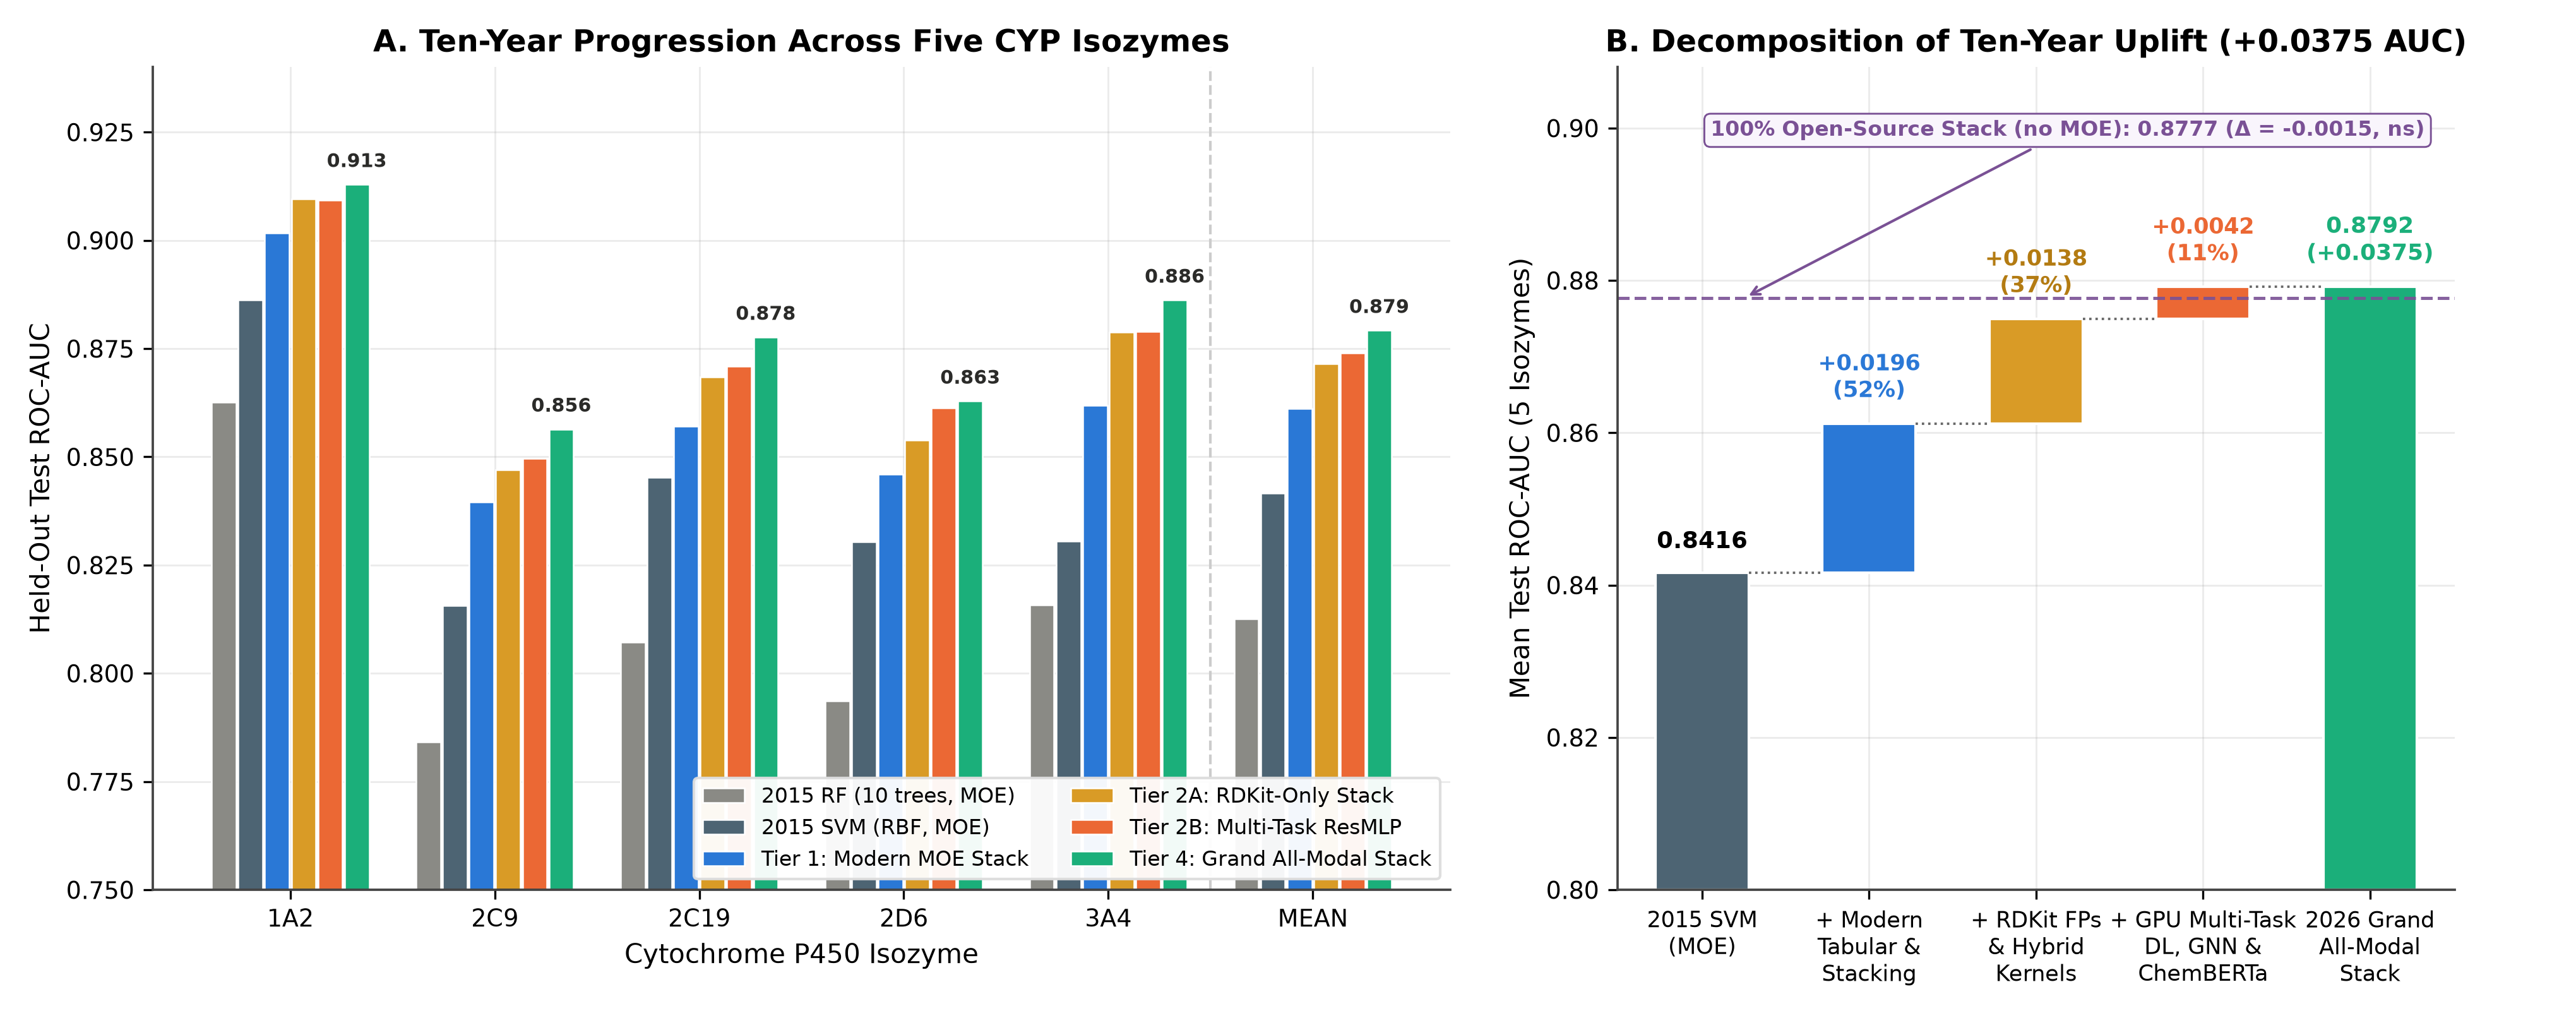 A. Ten-Year Progression Across Five CYP Isozymes
Held-Out Test ROC-AUC
0.925
0.900
0.875
0.850
0.825
0.800
0.775
0.750
0.913
0.856
0.878
0.863
0.886
0.879
2015 RF (10 trees, MOE)
2015 SVM (RBF, MOE)
Tier 1: Modern MOE Stack
Tier 2A: RDKit-Only Stack
Tier 2B: Multi-Task ResMLP
Tier 4: Grand All-Modal Stack
1A2
2C9
2C19
2D6
3A4
MEAN
Cytochrome P450 Isozyme
B. Decomposition of Ten-Year Uplift (+0.0375 AUC)
Mean Test ROC-AUC (5 Isozymes)
0.90
0.88
0.86
0.84
0.82
0.80
100% Open-Source Stack (no MOE): 0.8777 (Δ = -0.0015, ns)
0.8416
+0.0196
(52%)
+0.0138
(37%)
+0.0042
(11%)
0.8792
(+0.0375)
2015 SVM
(MOE)
+ Modern
Tabular &
Stacking
+ RDKit FPs
& Hybrid
Kernels
+ GPU Multi-Task
DL, GNN &
ChemBERTa
2026 Grand
All-Modal
Stack